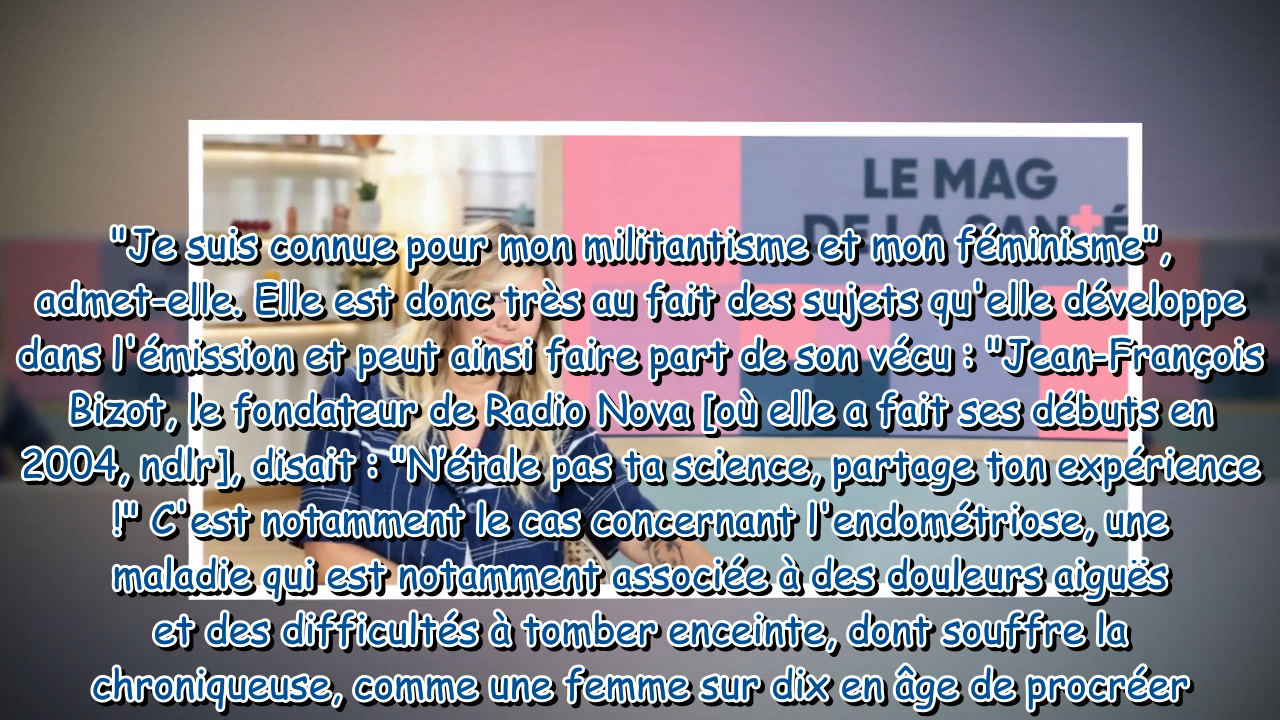 LE MAG
DE LA SANTÉ
"Je suis connue pour mon militantisme et mon féminisme",
admet-elle. Elle est donc très au fait des sujets qu'elle développe
dans l'émission et peut ainsi faire part de son vécu : "Jean-François
Bizot, le fondateur de Radio Nova [où elle a fait ses débuts en
2004, ndlr], disait : "N'étale pas ta science, partage ton expérience
!" C'est notamment le cas concernant l'endométriose, une
maladie qui est notamment associée à des douleurs aiguës
et des difficultés à tomber enceinte, dont souffre la
chroniqueuse, comme une femme sur dix en âge de procréer